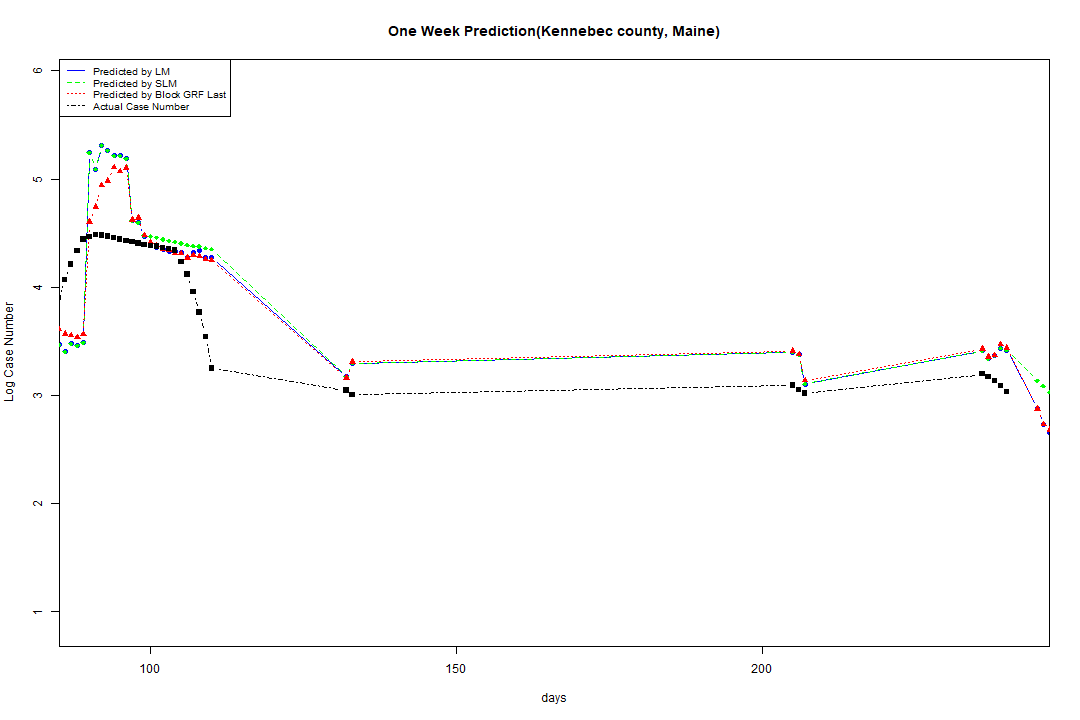 One Week Prediction(Kennebec county, Maine)
Predicted by LM
Predicted by SLM
Predicted by Block GRF Last
Actual Case Number
6
5
4
3
2
1
Log Case Number
100 150 200
days